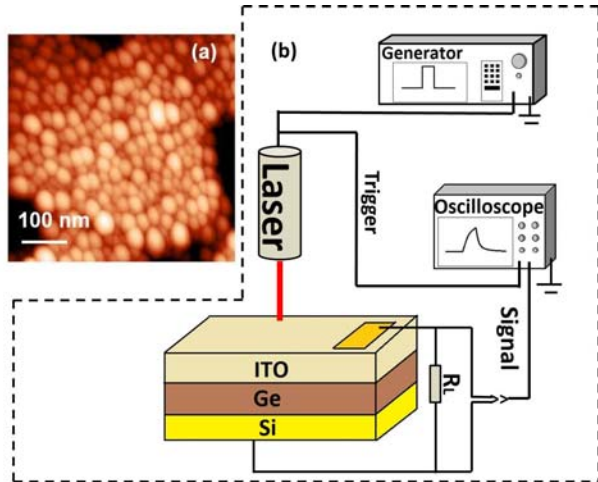 (a)
100 nm
(b)
Generator
Laser
Trigger
Oscilloscope
Signal
ITO
Ge
Si
RL